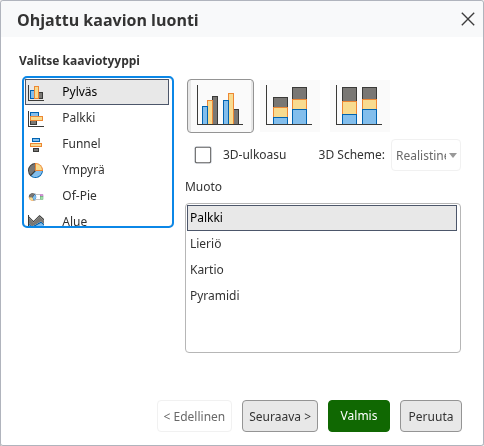 Ohjattu kaavion luonti
Valitse kaaviotyyppi
Pylväs
Palkki
Funnel
Ympyrä
Of-Pie
Alue
3D-ulkoasu
3D Scheme:
Realistine
Muoto
Palkki
Lieriö
Kartio
Pyramidi
< Edellinen
Seuraava >
Valmis
Peruuta